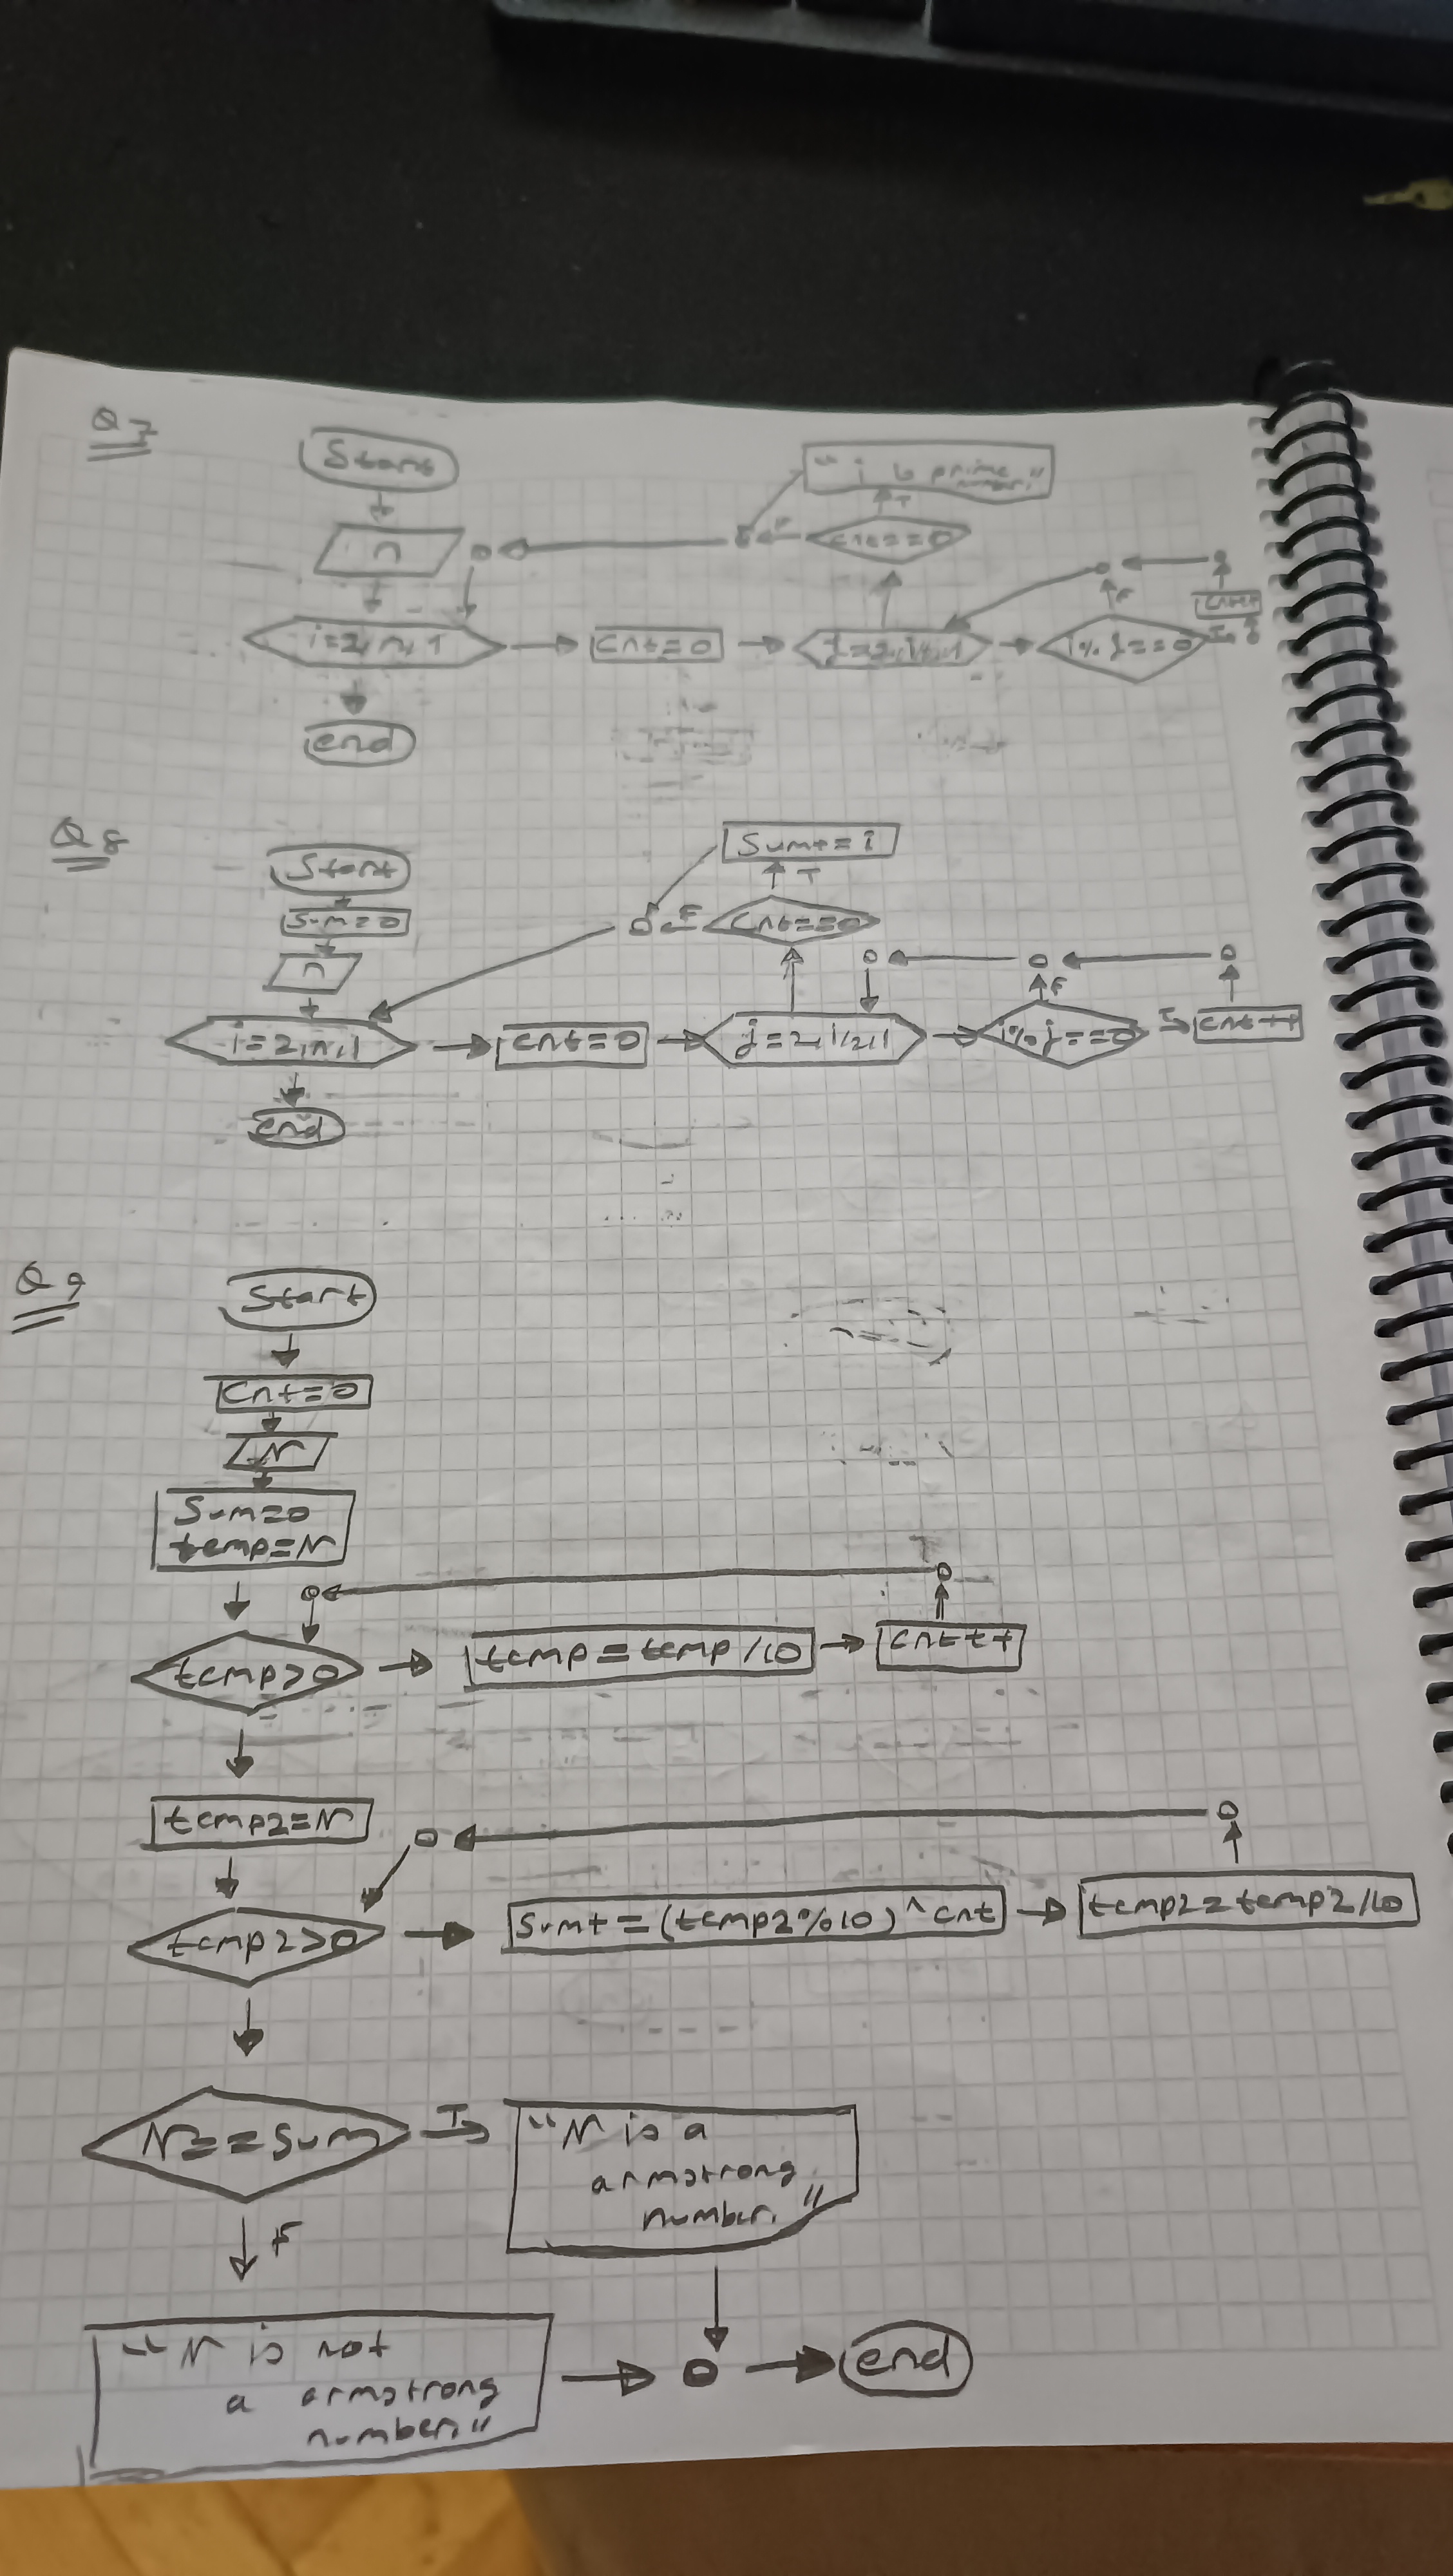 Q7
Start
"i is prime
number."
n
cnt==0
T
F
F
cnt++
i=2,n,1
cnt=0
i%j==0
T
end
Q8
Start
Sum+=i
T
Sum=0
cnt==0
F
n
F
i=2,n,1
cnt=0
j=2,i/2,1
i%j==0
T
cnt++
end
Q9
Start
Cnt=0
N
Sum=0
temp=N
temp>0
temp=temp/10
cnt++
temp2=N
temp2>0
Sum+=(temp2%10)^cnt
temp2=temp2/10
N==Sum
T
"N is a
armstrong
number."
F
"N is not
a armstrong
number."
end